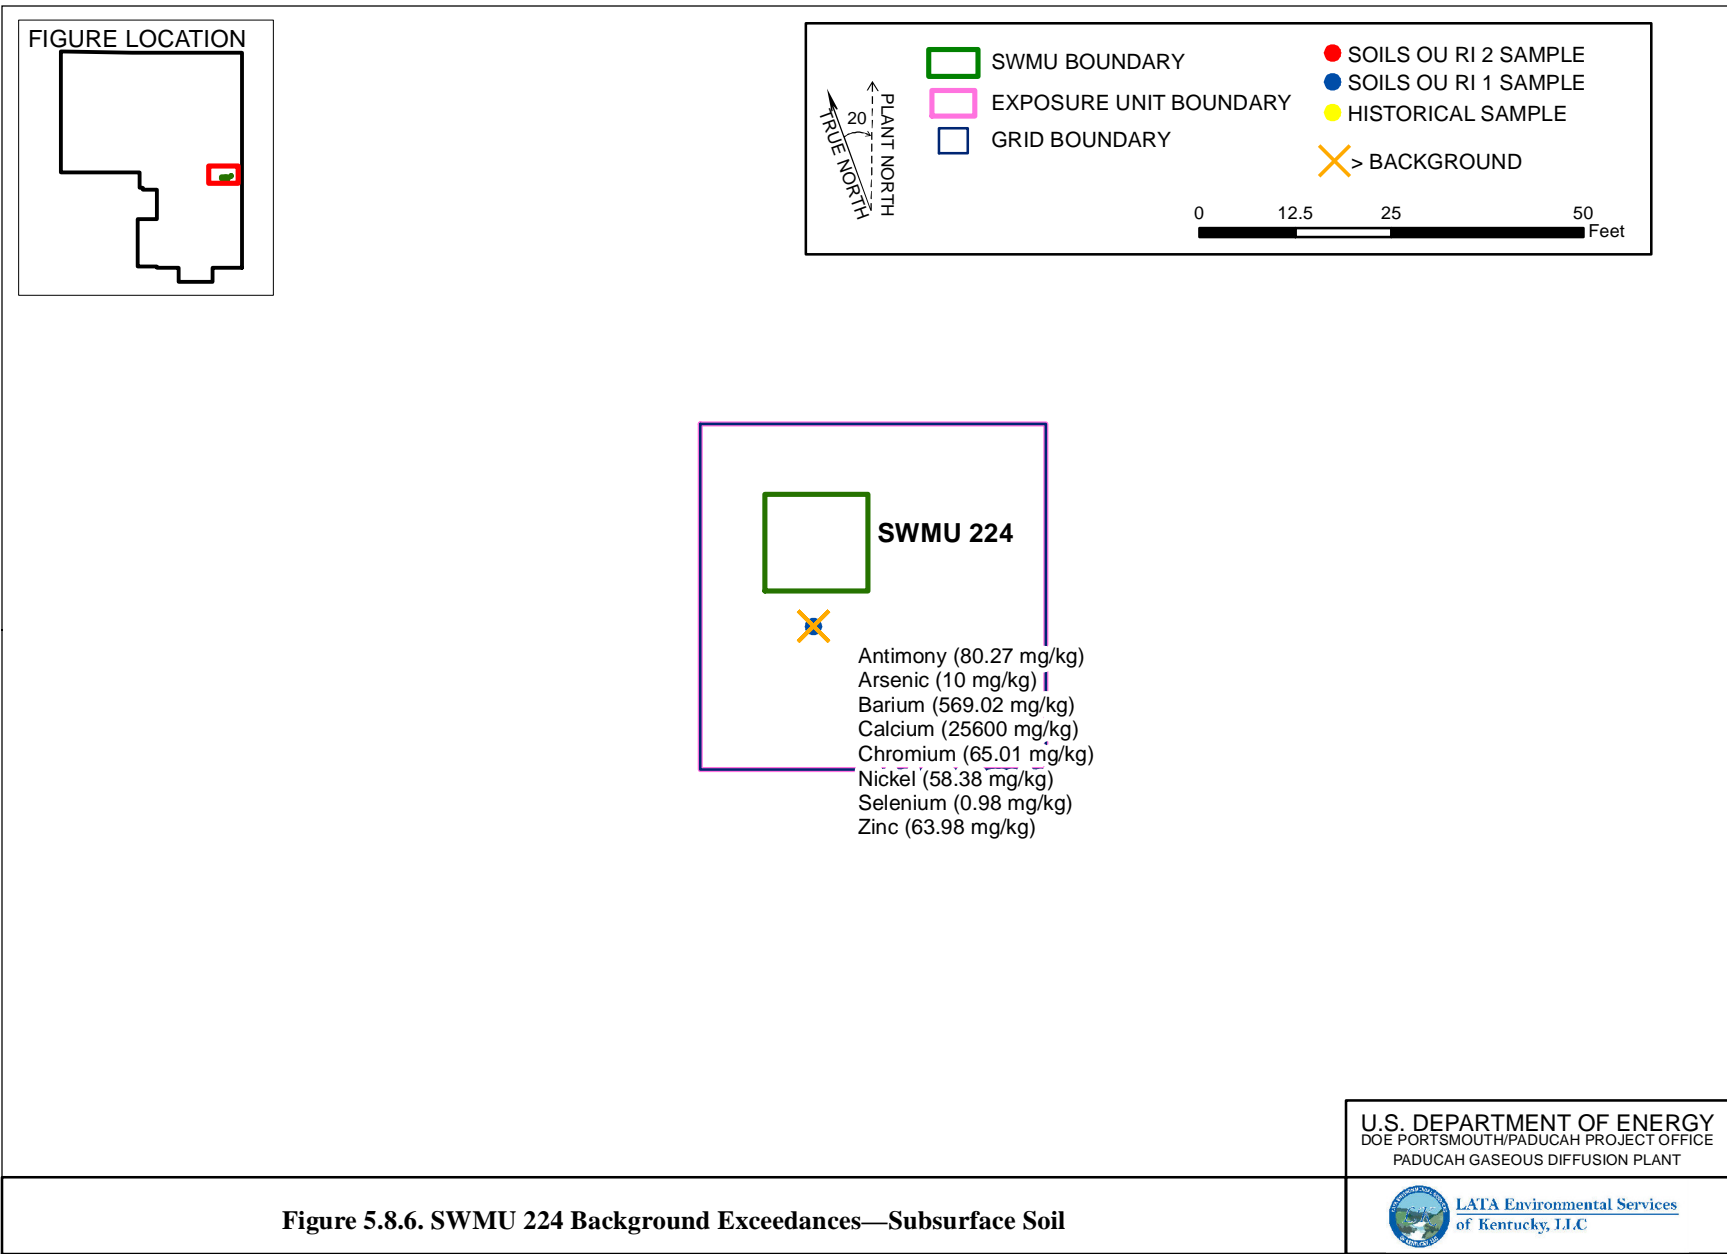 FIGURE LOCATION
TRUE NORTH
20
PLANT NORTH
SWMU BOUNDARY
EXPOSURE UNIT BOUNDARY
GRID BOUNDARY
SOILS OU RI 2 SAMPLE
SOILS OU RI 1 SAMPLE
HISTORICAL SAMPLE
> BACKGROUND
0 12.5 25 50
Feet
SWMU 224
Antimony (80.27 mg/kg)
Arsenic (10 mg/kg)
Barium (569.02 mg/kg)
Calcium (25600 mg/kg)
Chromium (65.01 mg/kg)
Nickel (58.38 mg/kg)
Selenium (0.98 mg/kg)
Zinc (63.98 mg/kg)
U.S. DEPARTMENT OF ENERGY
DOE PORTSMOUTH/PADUCAH PROJECT OFFICE
PADUCAH GASEOUS DIFFUSION PLANT
Figure 5.8.6. SWMU 224 Background Exceedances—Subsurface Soil
LATA Environmental Services
of Kentucky, LLC